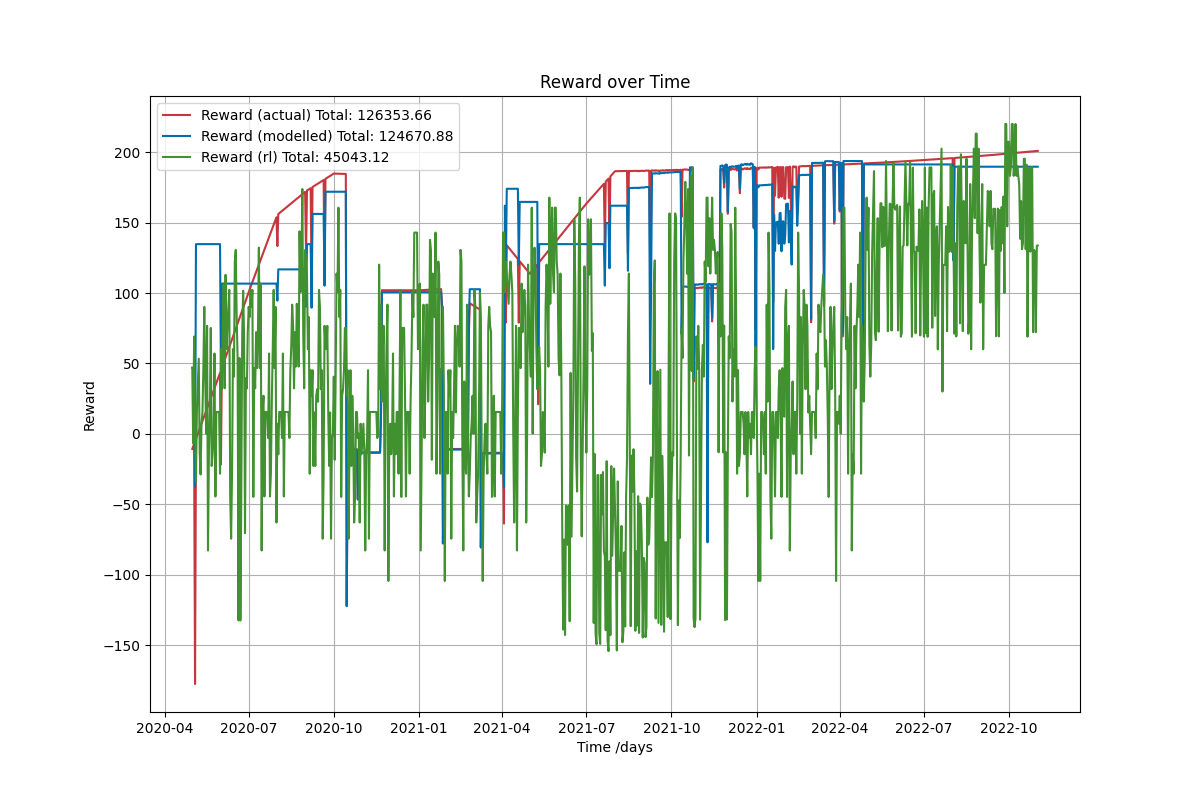 Reward over Time
Reward (actual) Total: 126353.66
Reward (modelled) Total: 124670.88
Reward (rl) Total: 45043.12
200
150
100
50
0
−50
−100
−150
Reward
2020-04 2020-07 2020-10 2021-01 2021-04 2021-07 2021-10 2022-01 2022-04 2022-07 2022-10
Time /days